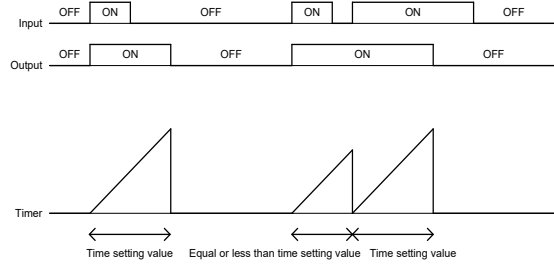 OFF ON OFF ON ON OFF
Input
OFF ON OFF ON OFF
Output
Timer
Time setting value Equal or less than time setting value Time setting value